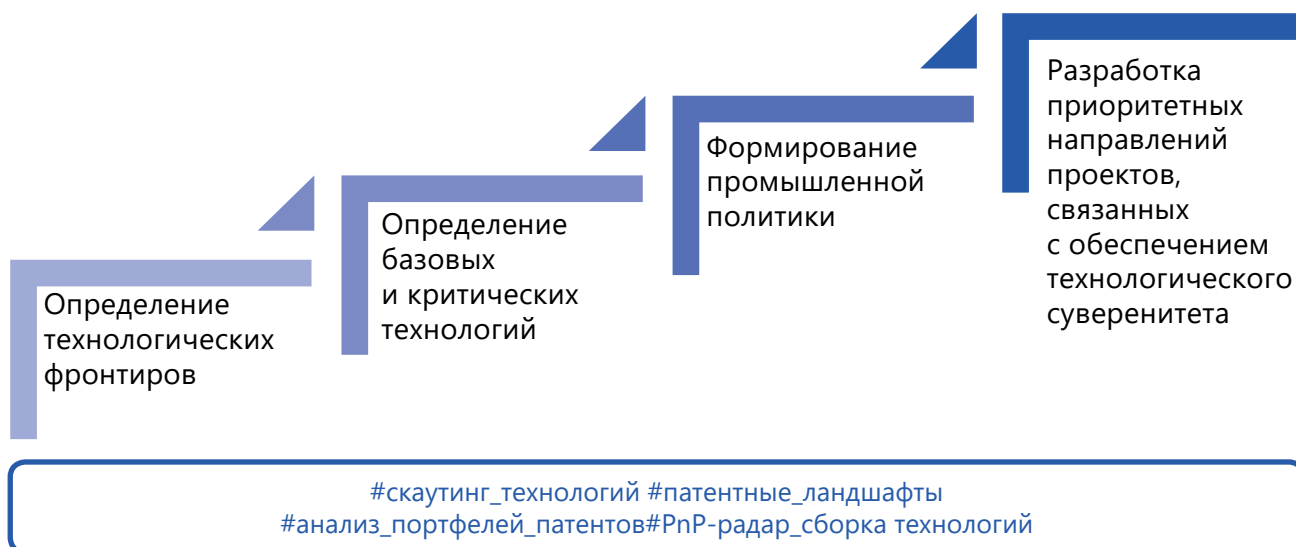 Определение
технологических
фронтиров
Определение
базовых
и критических
технологий
Формирование
промышленной
политики
Разработка
приоритетных
направлений
проектов,
связанных
с обеспечением
технологического
суверенитета
#скаутинг_технологий #патентные_ландшафты
#анализ_портфелей_патентов#PnP-радар_сборка технологий